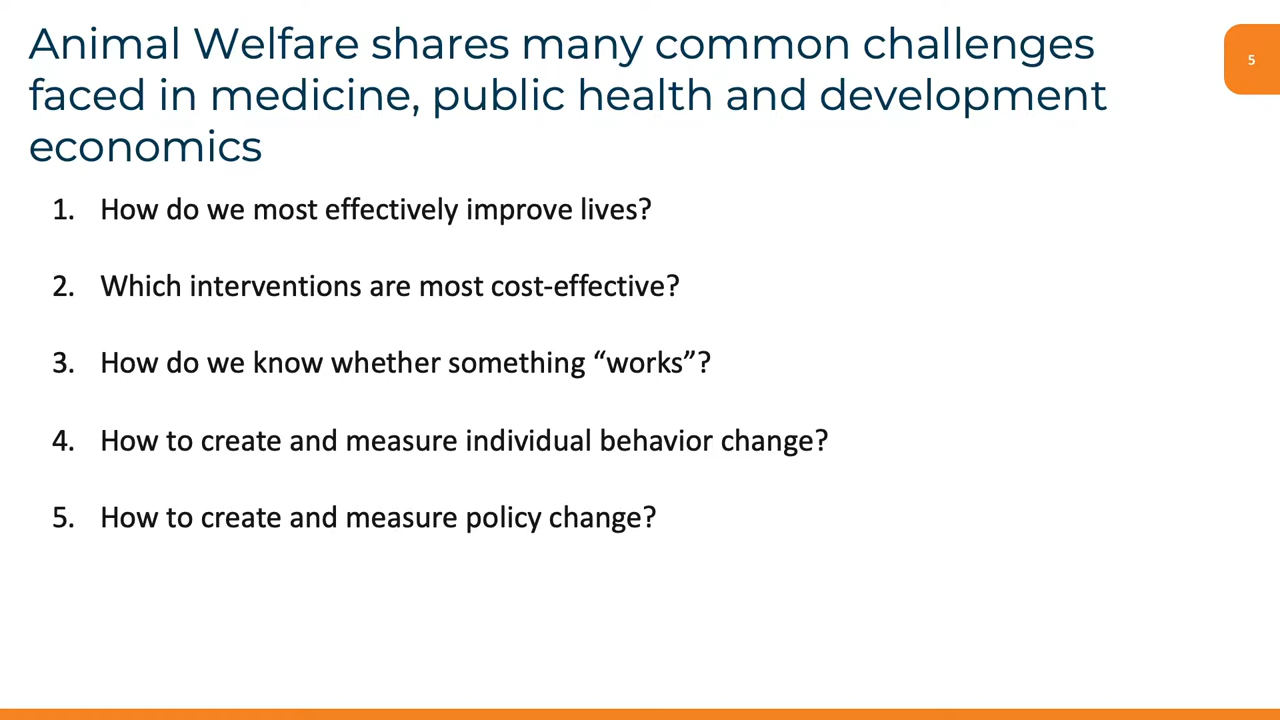 Animal Welfare shares many common challenges
faced in medicine, public health and development
economics
5
1. How do we most effectively improve lives?
2. Which interventions are most cost-effective?
3. How do we know whether something “works”?
4. How to create and measure individual behavior change?
5. How to create and measure policy change?